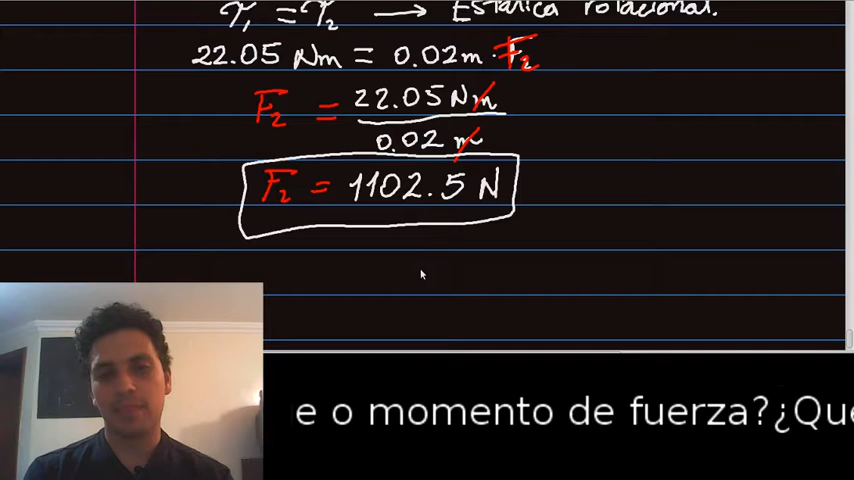 τ₁ = τ₂ → Estática rotacional.
22.05 Nm = 0.02m · F₂
F₂ = 22.05 Nm
0.02 m
F₂ = 1102.5 N
e o momento de fuerza?¿Que